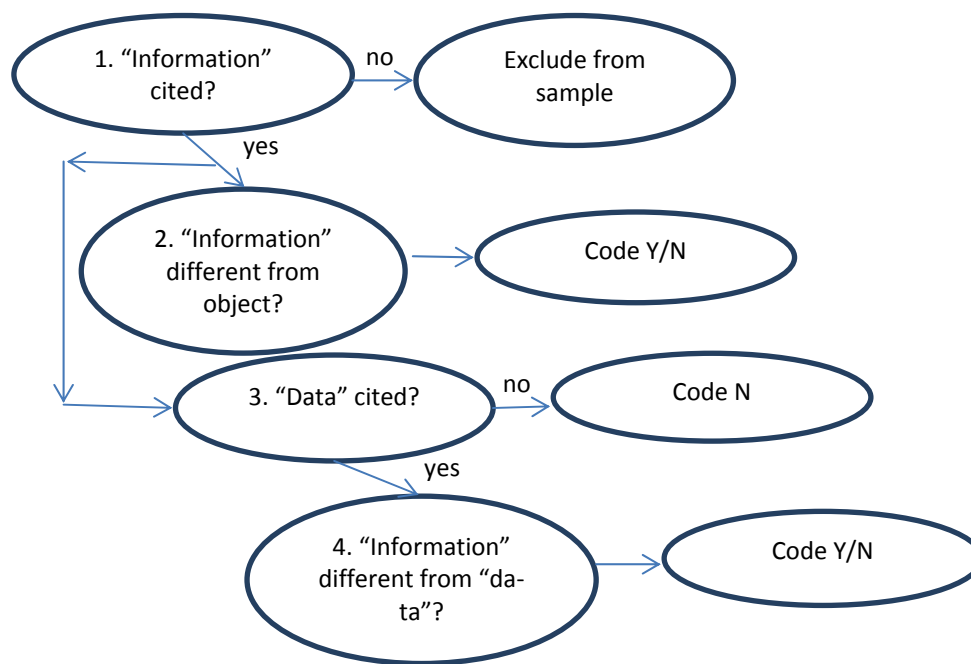 1. “Information”
cited?
no
Exclude from
sample
yes
2. “Information”
different from
object?
Code Y/N
3. “Data” cited?
no
Code N
yes
4. “Information”
different from “da-
ta”?
Code Y/N